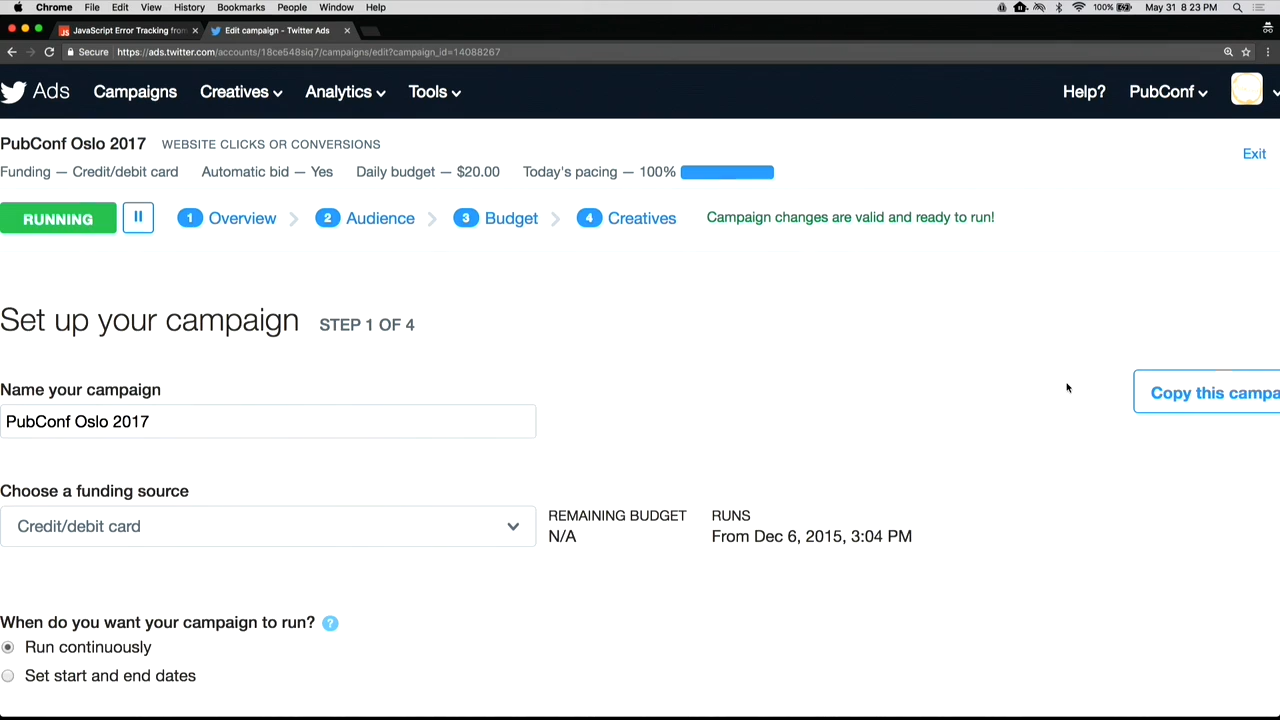 Chrome File Edit View History Bookmarks People Window Help 100% May 31 8 23 PM
JavaScript Error Tracking from × Edit campaign - Twitter Ads ×
Secure https://ads.twitter.com/accounts/18ce548siq7/campaigns/edit?campaign_id=14088267
Ads Campaigns Creatives Analytics Tools Help? PubConf
PubConf Oslo 2017 WEBSITE CLICKS OR CONVERSIONS
Exit
Funding — Credit/debit card Automatic bid — Yes Daily budget — $20.00 Today's pacing — 100%
RUNNING 1 Overview 2 Audience 3 Budget 4 Creatives Campaign changes are valid and ready to run!
Set up your campaign STEP 1 OF 4
Name your campaign
Copy this campa
PubConf Oslo 2017
Choose a funding source
Credit/debit card
REMAINING BUDGET RUNS
N/A From Dec 6, 2015, 3:04 PM
When do you want your campaign to run? ?
Run continuously
Set start and end dates